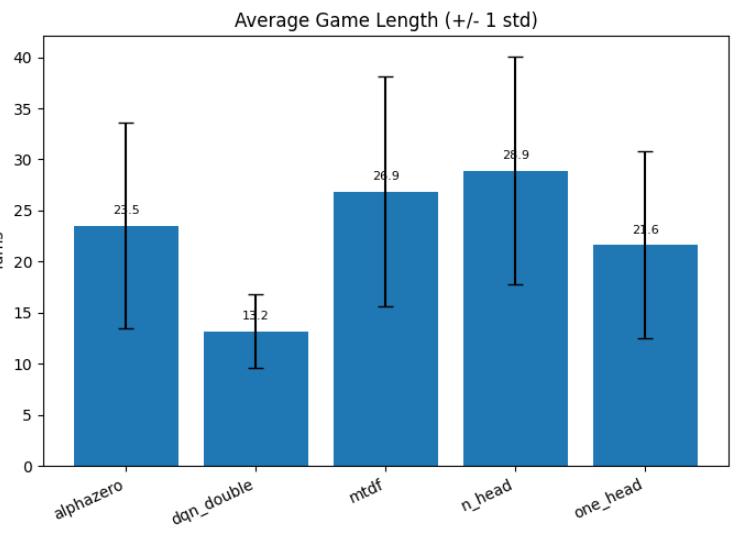 Average Game Length (+/- 1 std)
40
35
30
25
20
15
10
5
0
23.5
13.2
26.9
28.9
21.6
alphazero
dqn_double
mtdf
n_head
one_head